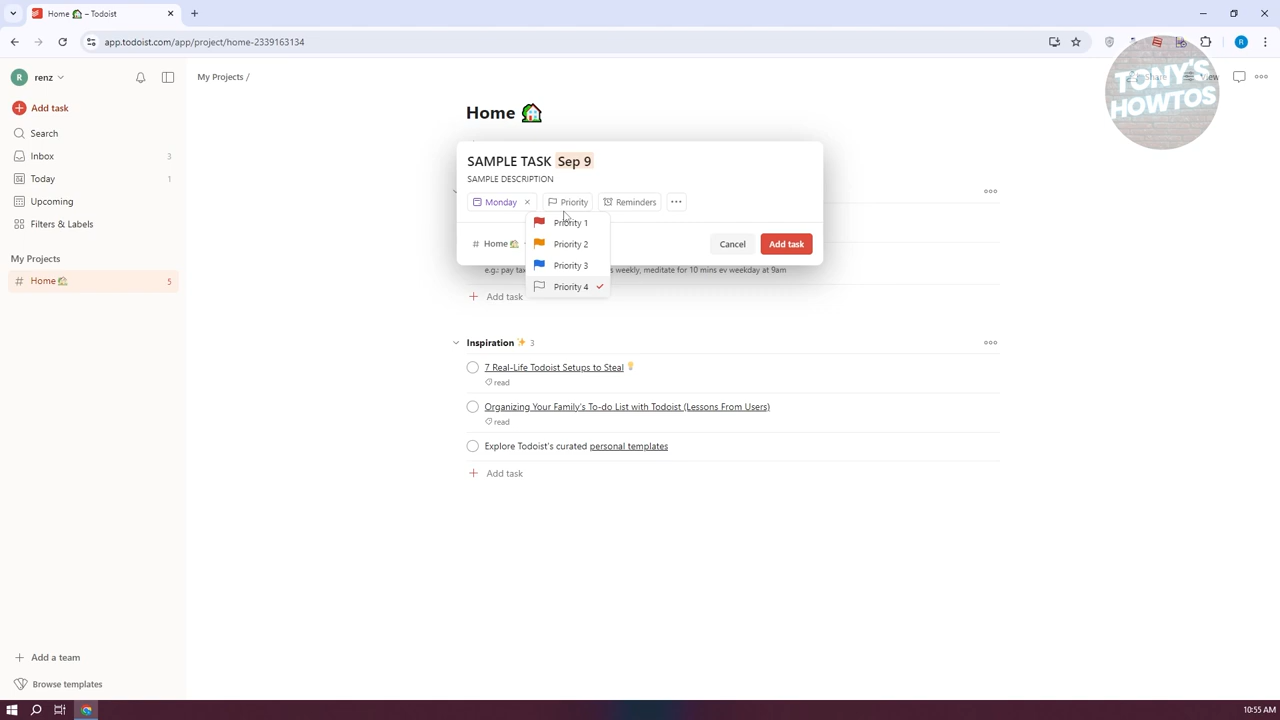 Home 🏡 – Todoist
app.todoist.com/app/project/home-2339163134
R
R renz
My Projects /
Share
View
TONY'S
HOWTOS
Add task
Search
Inbox 3
Today 1
Upcoming
Filters & Labels
My Projects
# Home 🏡 5
Home 🏡
SAMPLE TASK Sep 9
SAMPLE DESCRIPTION
Monday × Priority Reminders
Priority 1
Priority 2
Priority 3
Priority 4
# Home 🏡
Cancel Add task
e.g.: pay tax s weekly, meditate for 10 mins ev weekday at 9am
+ Add task
Inspiration ✨ 3
7 Real-Life Todoist Setups to Steal 💡
read
Organizing Your Family's To-do List with Todoist (Lessons From Users)
read
Explore Todoist's curated personal templates
+ Add task
+ Add a team
Browse templates
10:55 AM